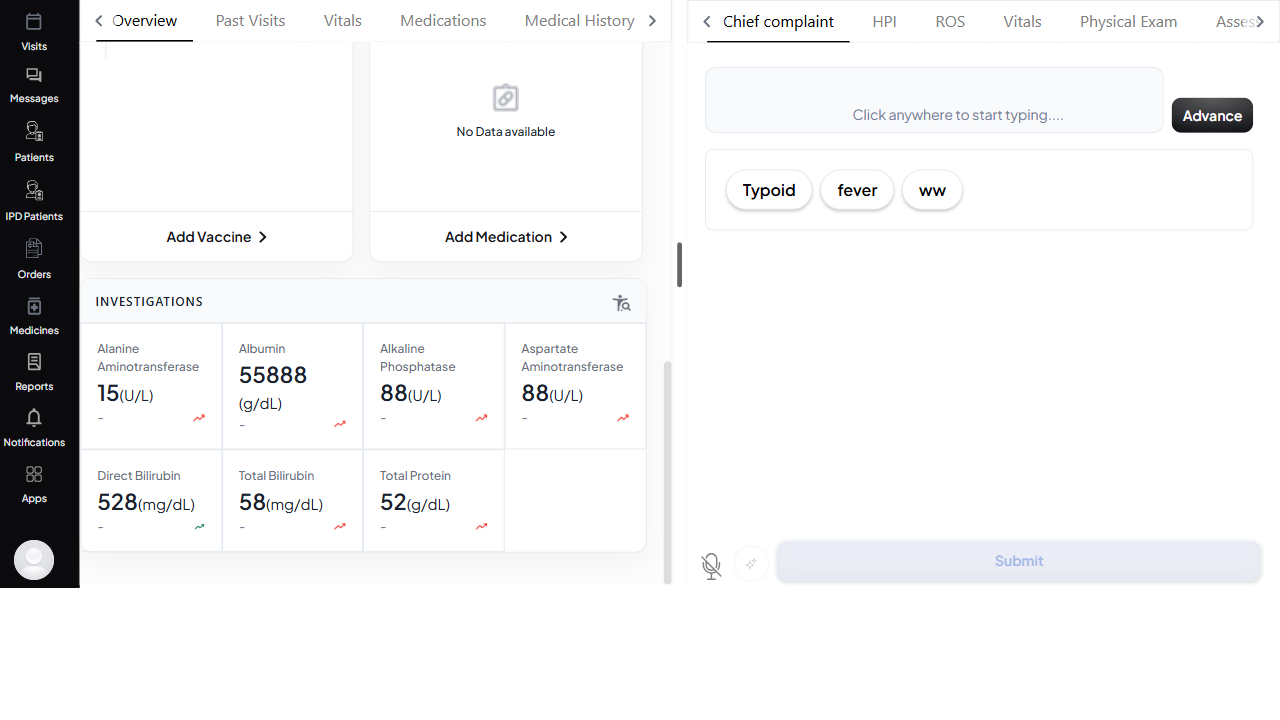 Visits
Messages
Patients
IPD Patients
Orders
Medicines
Reports
Notifications
Apps
Overview
Past Visits
Vitals
Medications
Medical History
No Data available
Add Vaccine
Add Medication
INVESTIGATIONS
Alanine
Aminotransferase
15(U/L)
-
Albumin
55888
(g/dL)
-
Alkaline
Phosphatase
88(U/L)
-
Aspartate
Aminotransferase
88(U/L)
-
Direct Bilirubin
528(mg/dL)
-
Total Bilirubin
58(mg/dL)
-
Total Protein
52(g/dL)
-
Chief complaint
HPI
ROS
Vitals
Physical Exam
Asses
Click anywhere to start typing....
Advance
Typoid
fever
ww
Submit